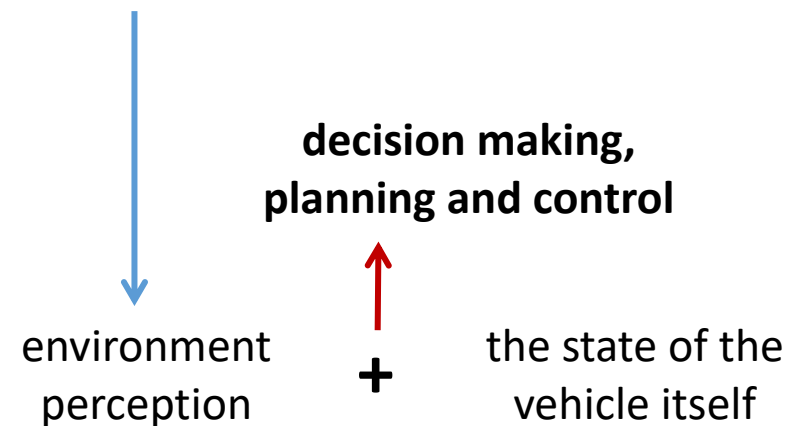 decision making,
planning and control
environment
perception
+
the state of the
vehicle itself